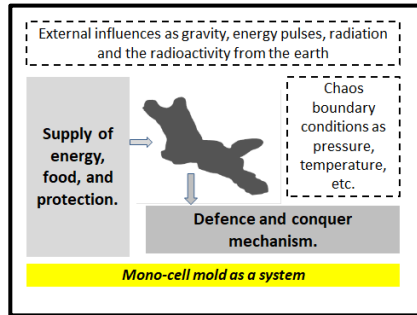 External influences as gravity, energy pulses, radiation
and the radioactivity from the earth
Supply of
energy,
food, and
protection.
Chaos
boundary
conditions as
pressure,
temperature,
etc.
Defence and conquer
mechanism.
Mono-cell mold as a system